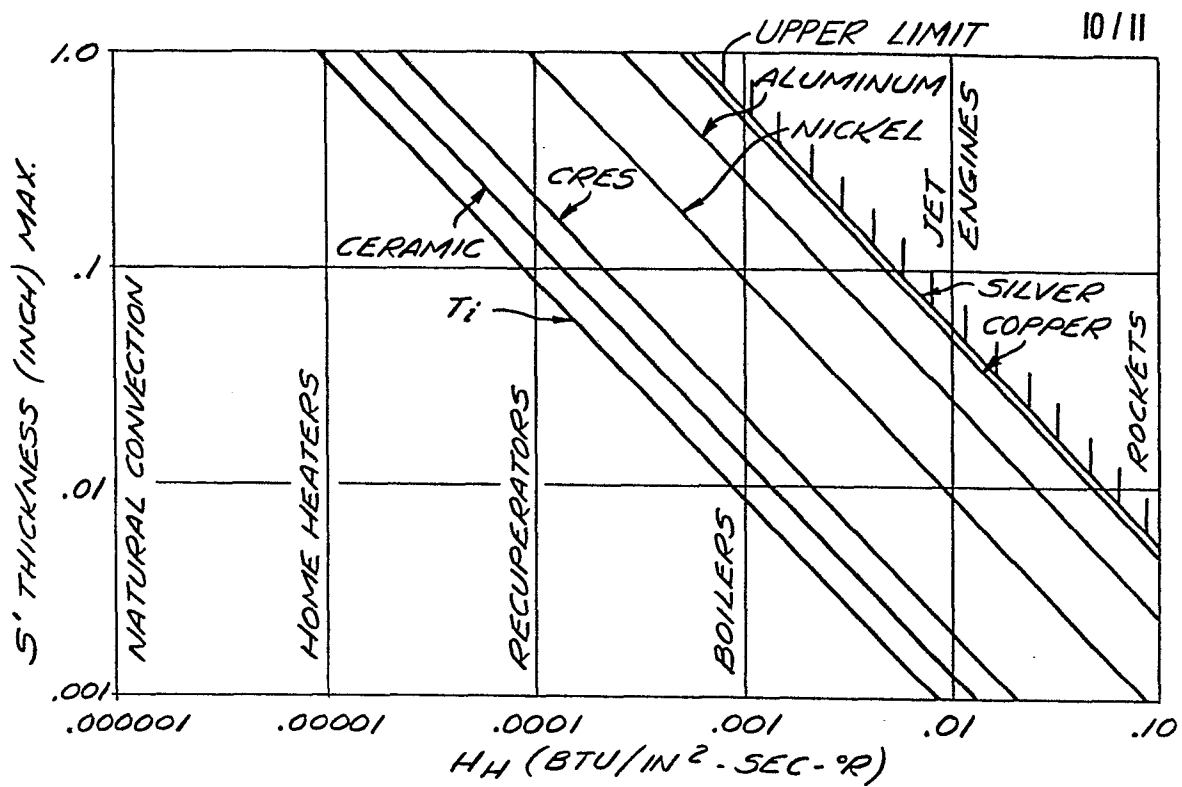 10/11
UPPER LIMIT
ALUMINUM
NICKEL
CRES
CERAMIC
Ti
SILVER
COPPER
JET
ENGINES
ROCKETS
NATURAL CONVECTION
HOME HEATERS
RECUPERATORS
BOILERS
S' THICKNESS (INCH) MAX.
1.0
.1
.01
.001
.000001 .00001 .0001 .001 .01 .10
HH (BTU/IN² - SEC - °R)